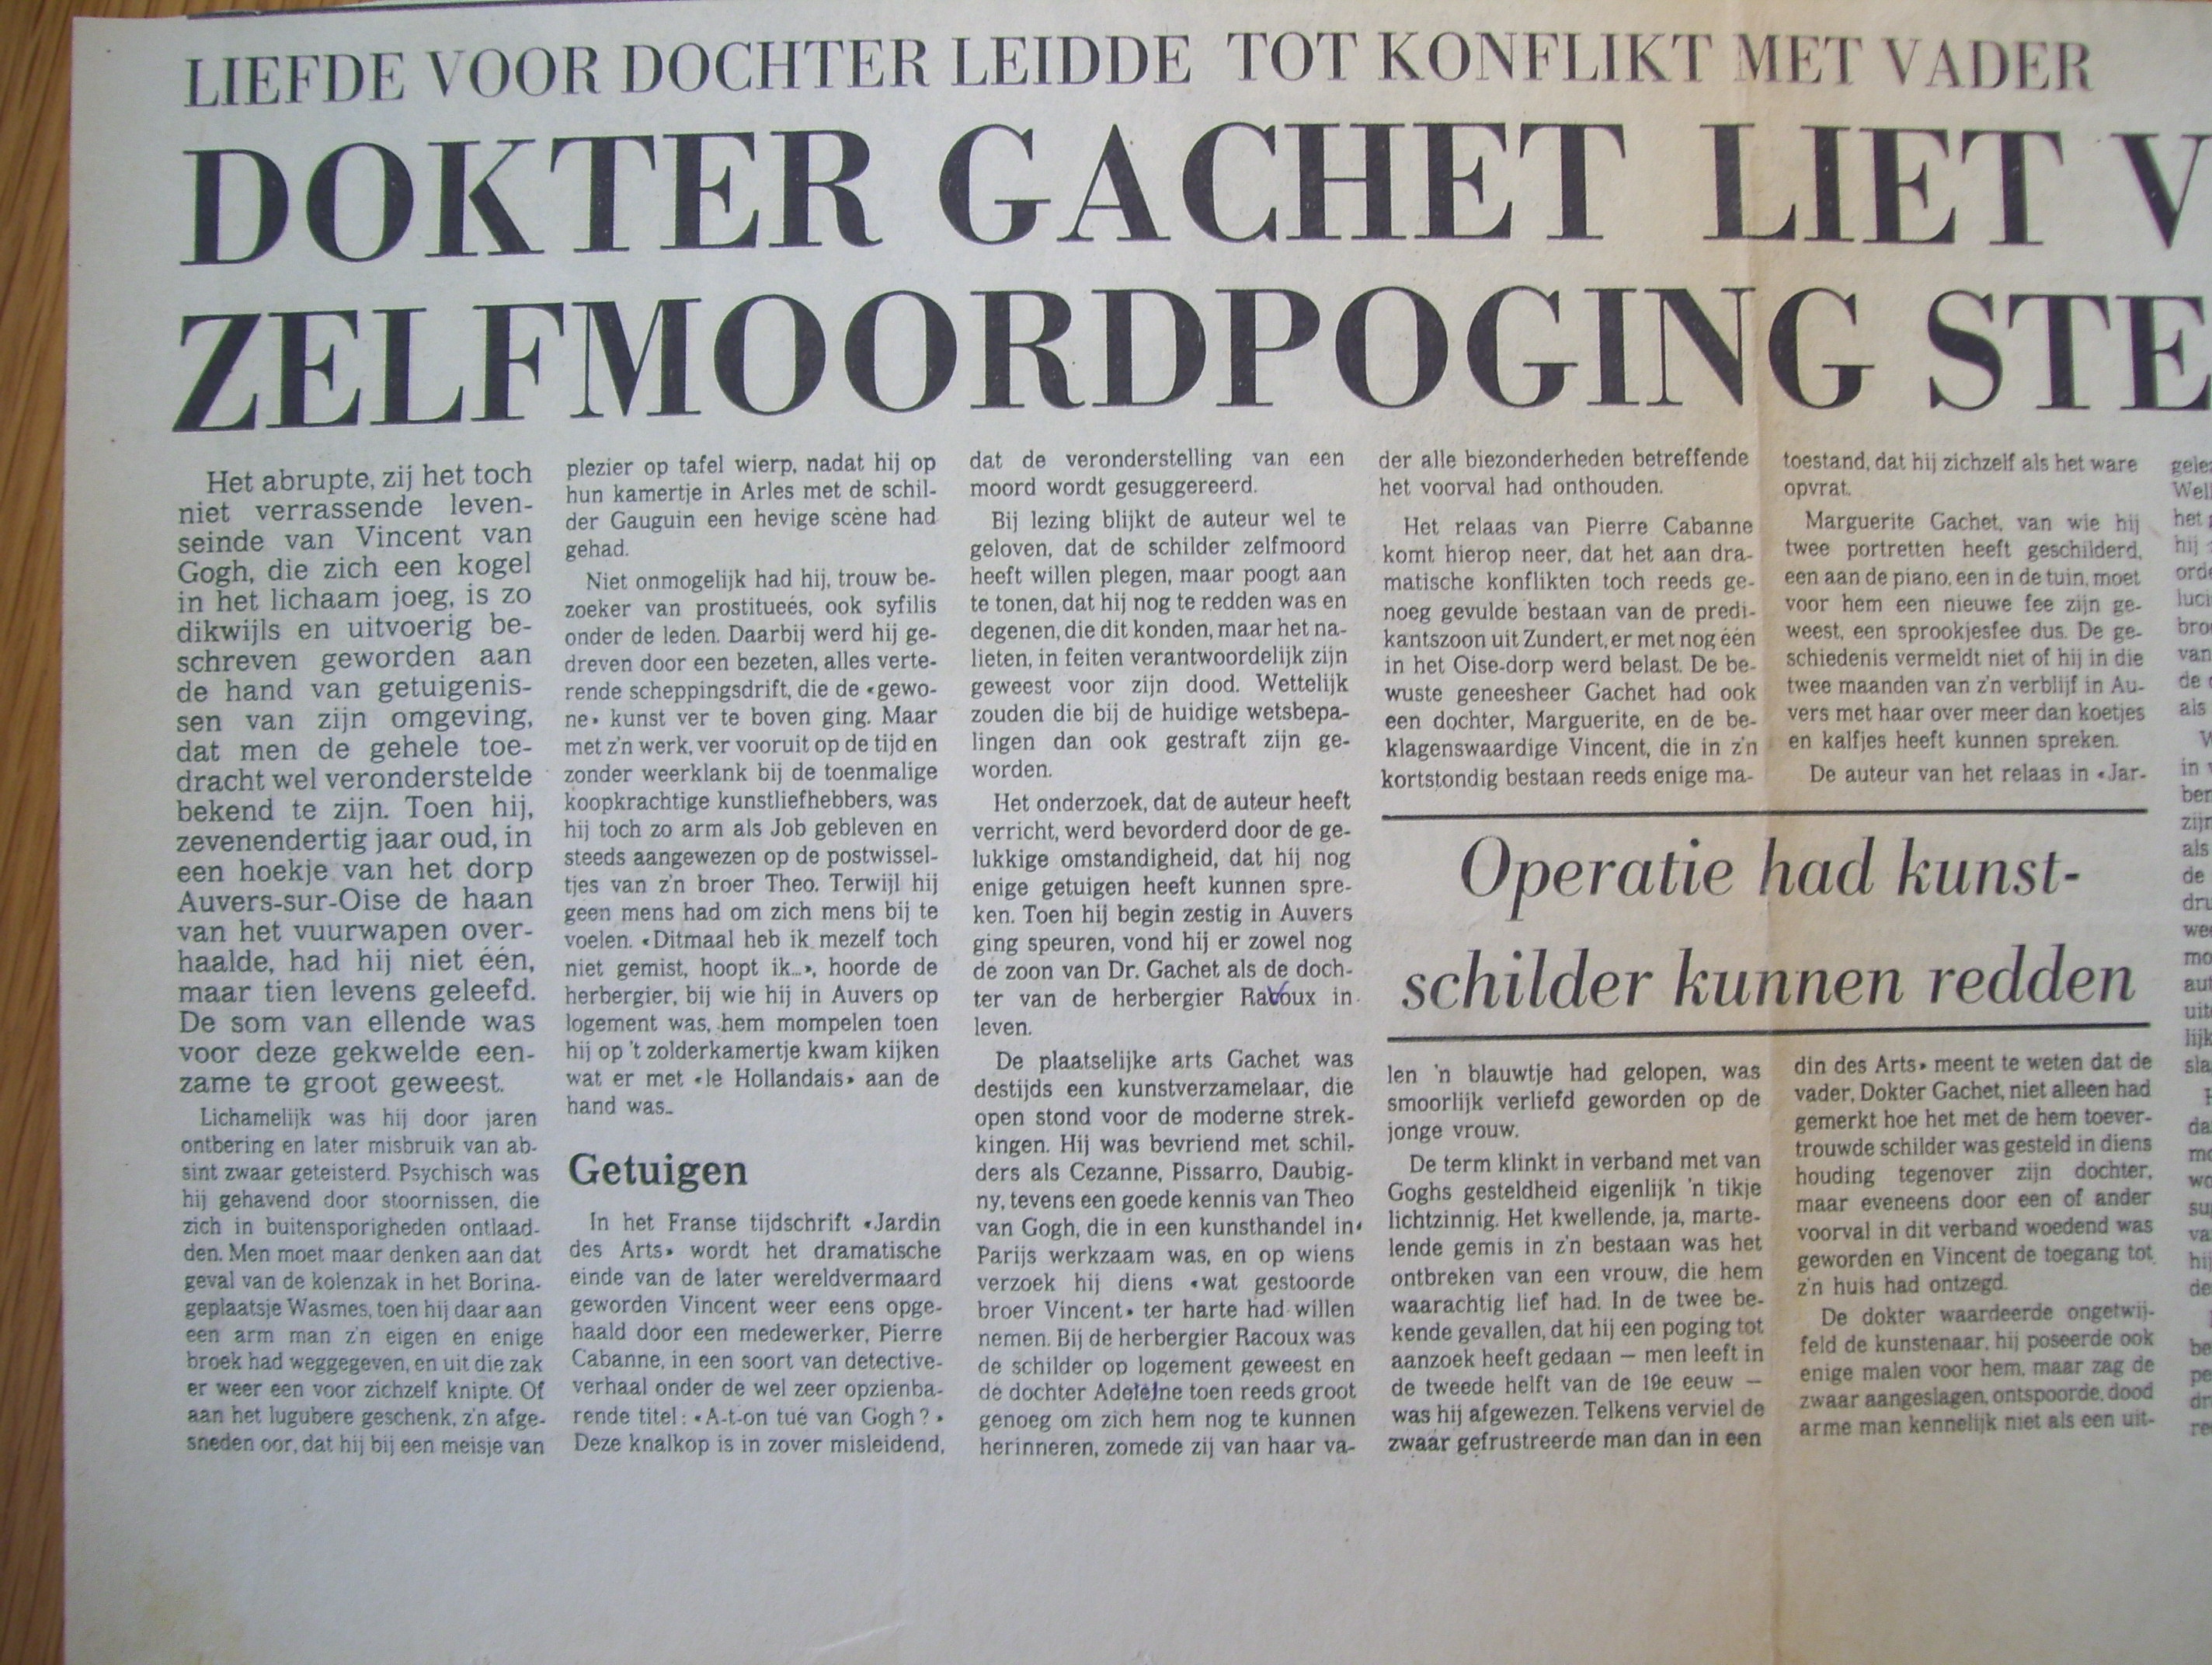 LIEFDE VOOR DOCHTER LEIDDE TOT KONFLIKT MET VADER
DOKTER GACHET LIET V
ZELFMOORDPOGING STE
Het abrupte, zij het toch
niet verrassende leven-
seinde van Vincent van
Gogh, die zich een kogel
in het lichaam joeg, is zo
dikwijls en uitvoerig be-
schreven geworden aan
de hand van getuigenis-
sen van zijn omgeving,
dat men de gehele toe-
dracht wel veronderstelde
bekend te zijn. Toen hij,
zevenendertig jaar oud, in
een hoekje van het dorp
Auvers-sur-Oise de haan
van het vuurwapen over-
haalde, had hij niet één,
maar tien levens geleefd.
De som van ellende was
voor deze gekwelde een-
zame te groot geweest.
Lichamelijk was hij door jaren
ontbering en later misbruik van ab-
sint zwaar geteisterd. Psychisch was
hij gehavend door stoornissen, die
zich in buitensporigheden ontlaad-
den. Men moet maar denken aan dat
geval van de kolenzak in het Borina-
geplaatsje Wasmes, toen hij daar aan
een arm man z'n eigen en enige
broek had weggegeven, en uit die zak
er weer een voor zichzelf knipte. Of
aan het lugubere geschenk, z'n afge-
sneden oor, dat hij bij een meisje van
plezier op tafel wierp, nadat hij op
hun kamertje in Arles met de schil-
der Gauguin een hevige scène had
gehad.
Niet onmogelijk had hij, trouw be-
zoeker van prostitueés, ook syfilis
onder de leden. Daarbij werd hij ge-
dreven door een bezeten, alles verte-
rende scheppingsdrift, die de «gewo-
ne» kunst ver te boven ging. Maar
met z'n werk, ver vooruit op de tijd en
zonder weerklank bij de toenmalige
koopkrachtige kunstliefhebbers, was
hij toch zo arm als Job gebleven en
steeds aangewezen op de postwissel-
tjes van z'n broer Theo. Terwijl hij
geen mens had om zich mens bij te
voelen. «Ditmaal heb ik mezelf toch
niet gemist, hoopt ik...», hoorde de
herbergier, bij wie hij in Auvers op
logement was, hem mompelen toen
hij op 't zolderkamertje kwam kijken
wat er met «le Hollandais» aan de
hand was...
Getuigen
In het Franse tijdschrift «Jardin
des Arts» wordt het dramatische
einde van de later wereldvermaard
geworden Vincent weer eens opge-
haald door een medewerker, Pierre
Cabanne, in een soort van detective-
verhaal onder de wel zeer opzienba-
rende titel: «A-t-on tué van Gogh?»
Deze knalkop is in zover misleidend,
dat de veronderstelling van een
moord wordt gesuggereerd.
Bij lezing blijkt de auteur wel te
geloven, dat de schilder zelfmoord
heeft willen plegen, maar poogt aan
te tonen, dat hij nog te redden was en
degenen, die dit konden, maar het na-
lieten, in feiten verantwoordelijk zijn
geweest voor zijn dood. Wettelijk
zouden die bij de huidige wetsbepa-
lingen dan ook gestraft zijn ge-
worden.
Het onderzoek, dat de auteur heeft
verricht, werd bevorderd door de ge-
lukkige omstandigheid, dat hij nog
enige getuigen heeft kunnen spre-
ken. Toen hij begin zestig in Auvers
ging speuren, vond hij er zowel nog
de zoon van Dr. Gachet als de doch-
ter van de herbergier Ravoux in
leven.
De plaatselijke arts Gachet was
destijds een kunstverzamelaar, die
open stond voor de moderne strek-
kingen. Hij was bevriend met schil-
ders als Cezanne, Pissarro, Daubig-
ny, tevens een goede kennis van Theo
van Gogh, die in een kunsthandel in
Parijs werkzaam was, en op wiens
verzoek hij diens «wat gestoorde
broer Vincent» ter harte had willen
nemen. Bij de herbergier Racoux was
de schilder op logement geweest en
de dochter Adeleine toen reeds groot
genoeg om zich hem nog te kunnen
herinneren, zomede zij van haar va-
der alle biezonderheden betreffende
het voorval had onthouden.
Het relaas van Pierre Cabanne
komt hierop neer, dat het aan dra-
matische konflikten toch reeds ge-
noeg gevulde bestaan van de predi-
kantszoon uit Zundert, er met nog één
in het Oise-dorp werd belast. De be-
wuste geneesheer Gachet had ook
een dochter, Marguerite, en de be-
klagenswaardige Vincent, die in z'n
kortstondig bestaan reeds enige ma-
Operatie had kunst-
schilder kunnen redden
len 'n blauwtje had gelopen, was
smoorlijk verliefd geworden op de
jonge vrouw.
De term klinkt in verband met van
Goghs gesteldheid eigenlijk 'n tikje
lichtzinnig. Het kwellende, ja, marte-
lende gemis in z'n bestaan was het
ontbreken van een vrouw, die hem
waarachtig lief had. In de twee be-
kende gevallen, dat hij een poging tot
aanzoek heeft gedaan — men leeft in
de tweede helft van de 19e eeuw —
was hij afgewezen. Telkens verviel de
zwaar gefrustreerde man dan in een
toestand, dat hij zichzelf als het ware
opvrat.
Marguerite Gachet, van wie hij
twee portretten heeft geschilderd,
een aan de piano, een in de tuin, moet
voor hem een nieuwe fee zijn ge-
weest, een sprookjesfee dus. De ge-
schiedenis vermeldt niet of hij in die
twee maanden van z'n verblijf in Au-
vers met haar over meer dan koetjes
en kalfjes heeft kunnen spreken.
De auteur van het relaas in «Jar-
din des Arts» meent te weten dat de
vader, Dokter Gachet, niet alleen had
gemerkt hoe het met de hem toever-
trouwde schilder was gesteld in diens
houding tegenover zijn dochter,
maar eveneens door een of ander
voorval in dit verband woedend was
geworden en Vincent de toegang tot
z'n huis had ontzegd.
De dokter waardeerde ongetwij-
feld de kunstenaar, hij poseerde ook
enige malen voor hem, maar zag de
zwaar aangeslagen, ontspoorde, dood
arme man kennelijk niet als een uit-